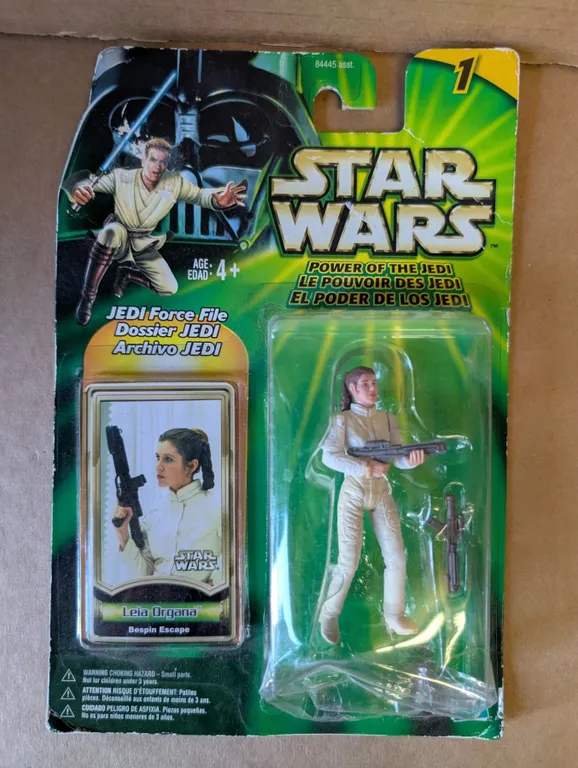 84445 asst.
1
STAR
WARS
TM
POWER OF THE JEDI
LE POUVOIR DES JEDI
EL PODER DE LOS JEDI
AGE:
EDAD: 4+
JEDI Force File
Dossier JEDI
Archivo JEDI
STAR
WARS
Leia Organa
Bespin Escape
WARNING CHOKING HAZARD – Small parts.
Not for children under 3 years.
ATTENTION RISQUE D'ÉTOUFFEMENT: Petites
pièces. Déconseillé aux enfants de moins de 3 ans.
CUIDADO PELIGRO DE ASFIXIA. Piezas pequeñas.
No es para niños menores de 3 años.